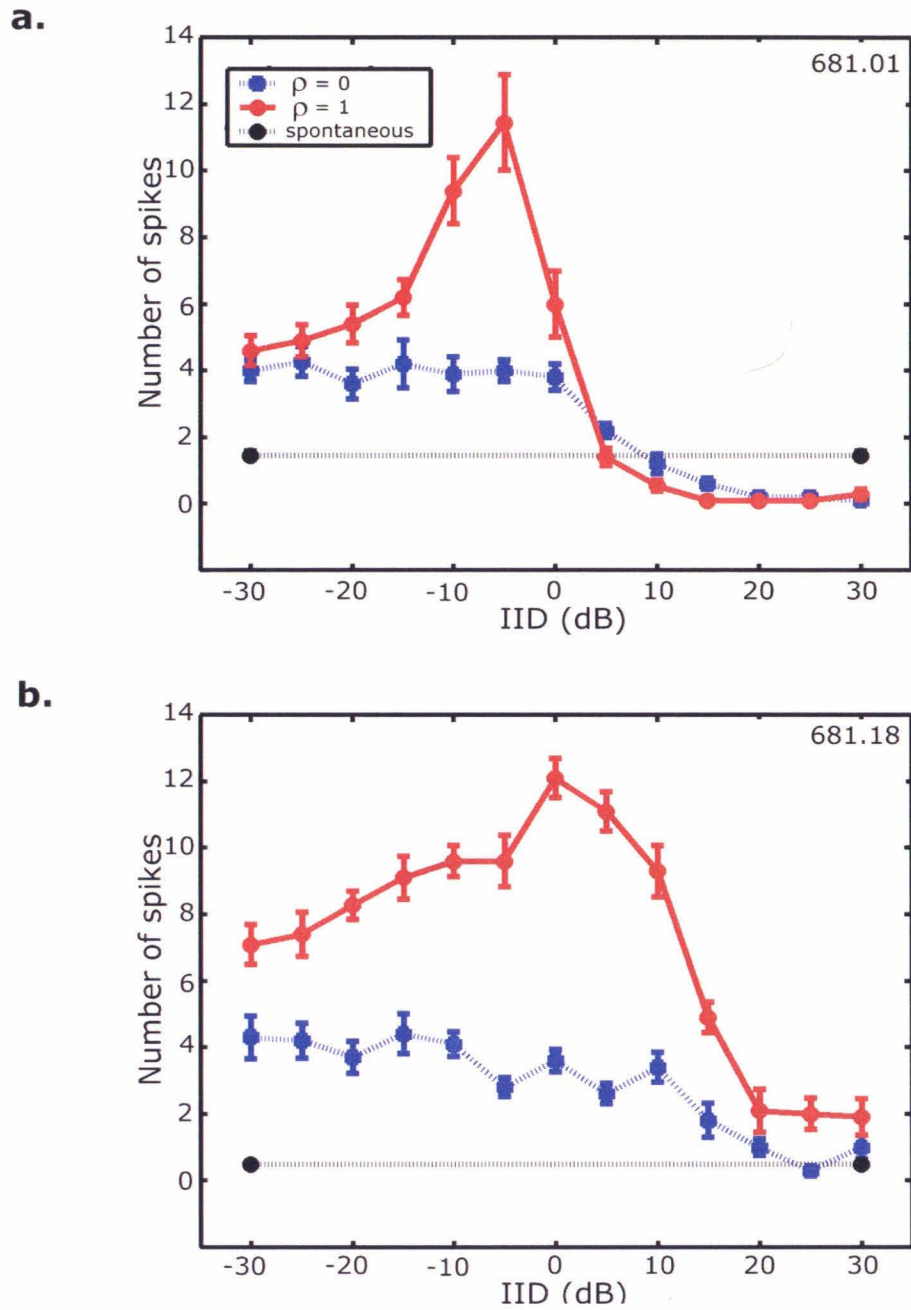 a.
681.01
ρ = 0
ρ = 1
spontaneous
14
12
10
8
6
4
2
0
Number of spikes
-30 -20 -10 0 10 20 30
IID (dB)
b.
681.18
14
12
10
8
6
4
2
0
Number of spikes
-30 -20 -10 0 10 20 30
IID (dB)